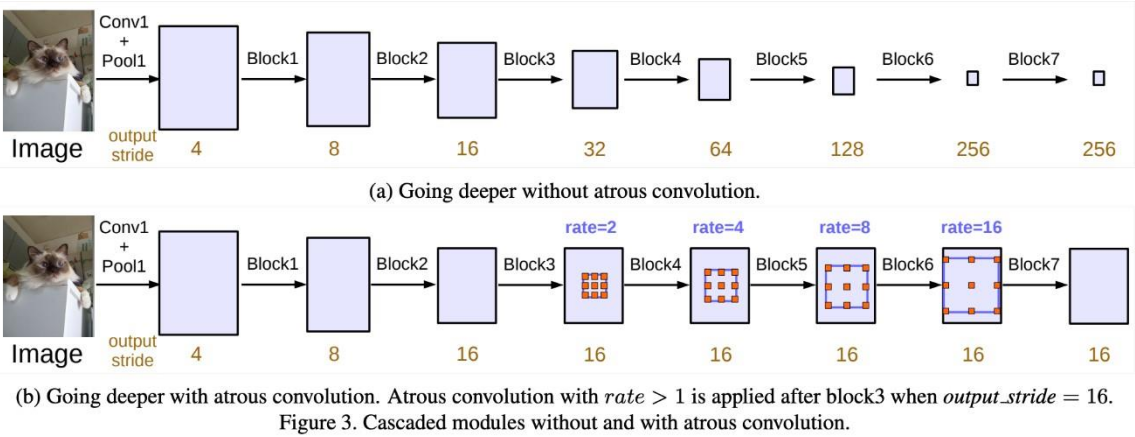 Conv1
+
Pool1
Block1
Block2
Block3
Block4
Block5
Block6
Block7
Image
output
stride
4
8
16
32
64
128
256
256
(a) Going deeper without atrous convolution.
rate=2
rate=4
rate=8
rate=16
Conv1
+
Pool1
Block1
Block2
Block3
Block4
Block5
Block6
Block7
Image
output
stride
4
8
16
16
16
16
16
16
(b) Going deeper with atrous convolution. Atrous convolution with rate > 1 is applied after block3 when output_stride = 16.
Figure 3. Cascaded modules without and with atrous convolution.